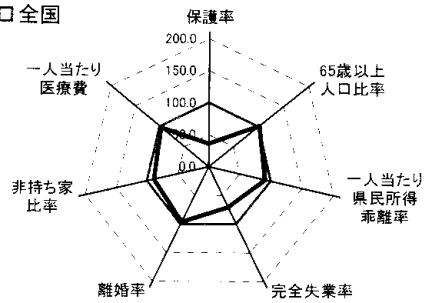 □ 全国
保護率
200.0
150.0
100.0
50.0
0.0
65歳以上
人口比率
一人当たり
県民所得
乖離率
完全失業率
離婚率
非持ち家
比率
一人当たり
医療費